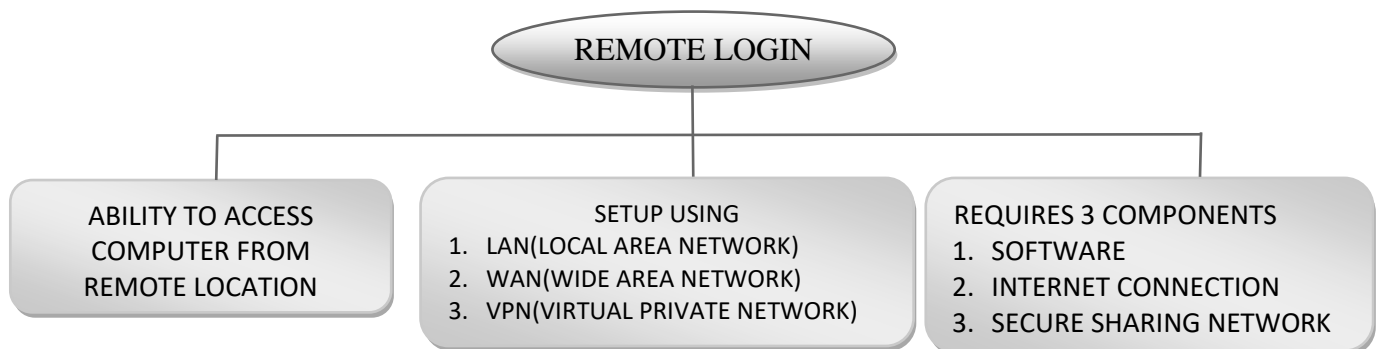 REMOTE LOGIN
ABILITY TO ACCESS
COMPUTER FROM
REMOTE LOCATION
SETUP USING
1. LAN(LOCAL AREA NETWORK)
2. WAN(WIDE AREA NETWORK)
3. VPN(VIRTUAL PRIVATE NETWORK)
REQUIRES 3 COMPONENTS
1. SOFTWARE
2. INTERNET CONNECTION
3. SECURE SHARING NETWORK